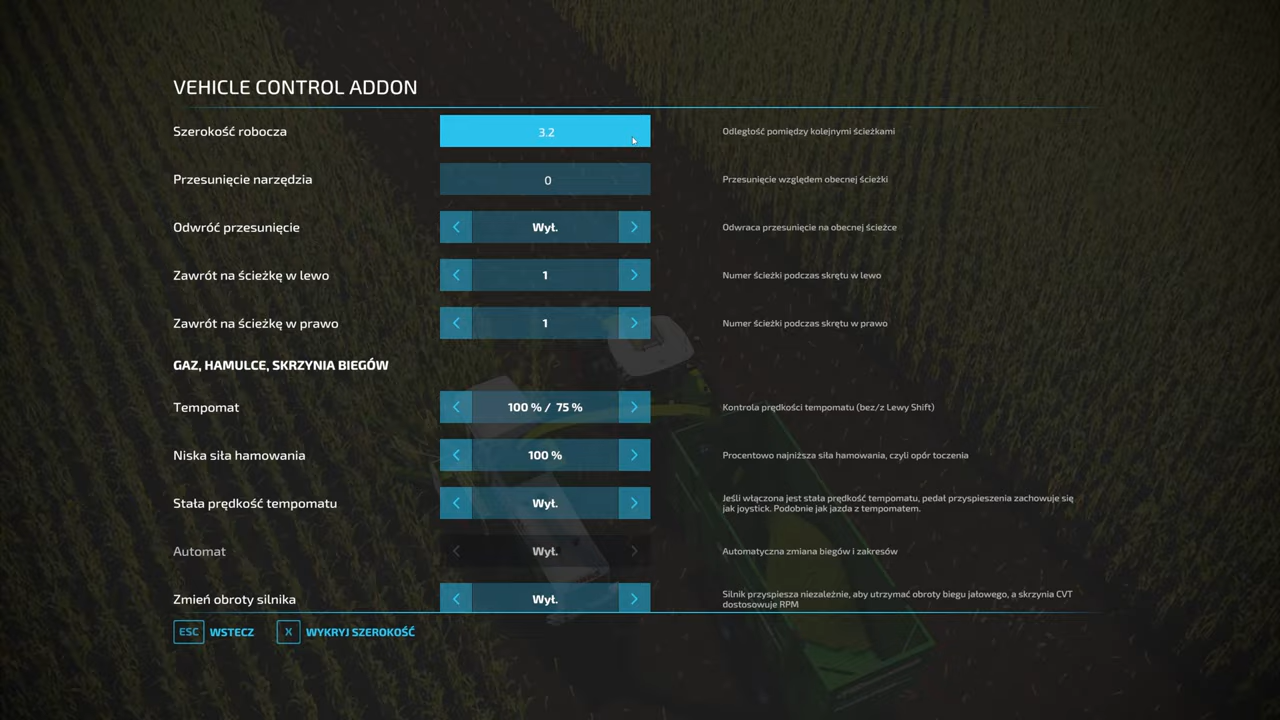 VEHICLE CONTROL ADDON
Szerokość robocza
3.2
Odległość pomiędzy kolejnymi ścieżkami
Przesunięcie narzędzia
0
Przesunięcie względem obecnej ścieżki
Odwróć przesunięcie
Wył.
Odwraca przesunięcie na obecnej ścieżce
Zawrót na ścieżkę w lewo
1
Numer ścieżki podczas skrętu w lewo
Zawrót na ścieżkę w prawo
1
Numer ścieżki podczas skrętu w prawo
GAZ, HAMULCE, SKRZYNIA BIEGÓW
Tempomat
100 % / 75 %
Kontrola prędkości tempomatu (bez/z Lewy Shift)
Niska siła hamowania
100 %
Procentowo najniższa siła hamowania, czyli opór toczenia
Stała prędkość tempomatu
Wył.
Jeśli włączona jest stała prędkość tempomatu, pedał przyspieszenia zachowuje się
jak joystick. Podobnie jak jazda z tempomatem.
Automat
Wył.
Automatyczna zmiana biegów i zakresów
Zmień obroty silnika
Wył.
Silnik przyspiesza niezależnie, aby utrzymać obroty biegu jałowego, a skrzynia CVT
dostosowuje RPM
ESC WSTECZ X WYKRYJ SZEROKOŚĆ